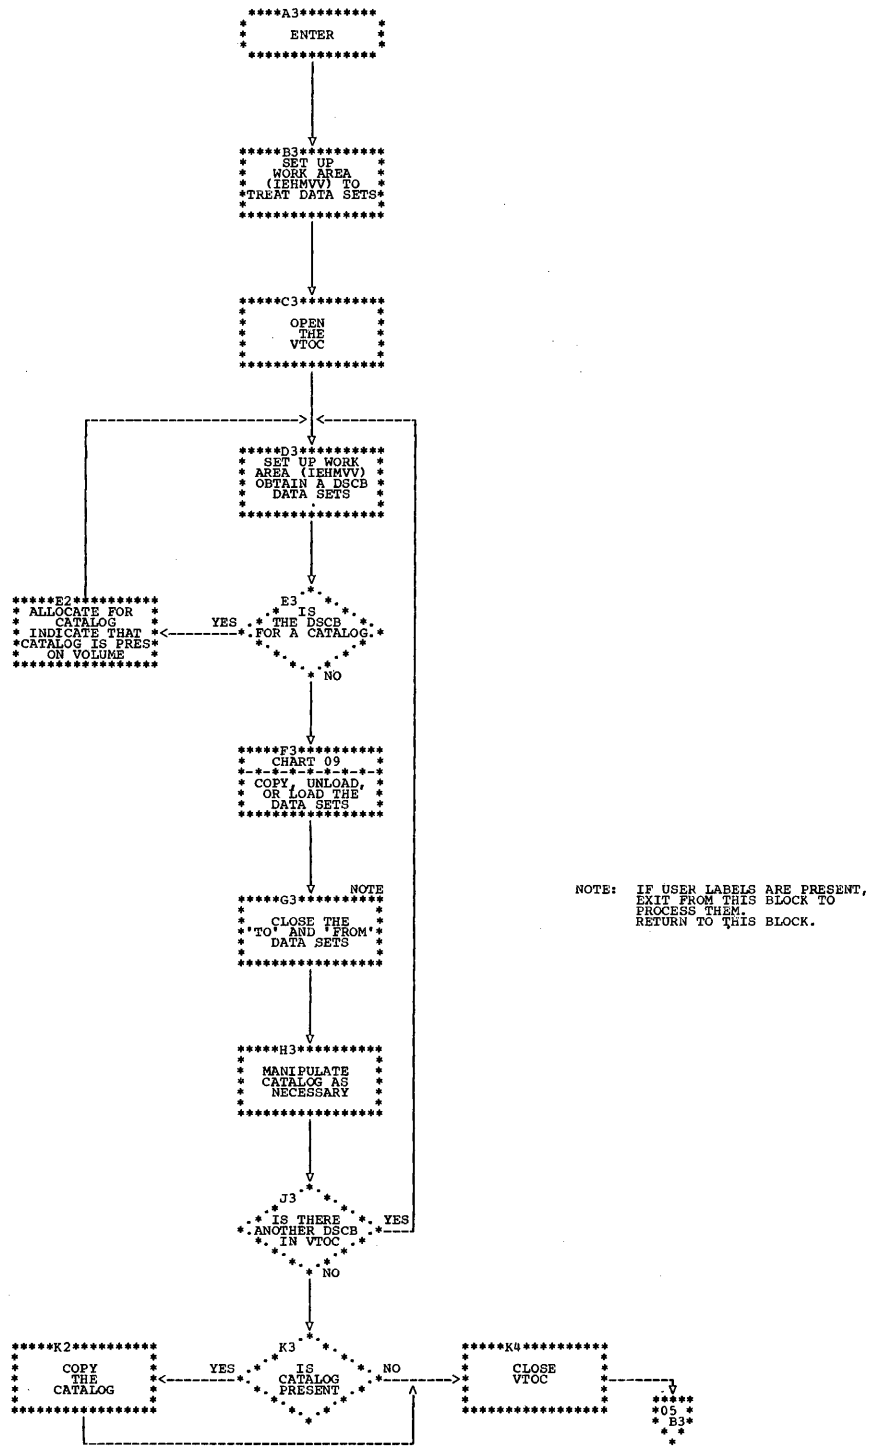 A3
ENTER
B3
SET UP
WORK AREA
(IEHMVV) TO
TREAT DATA SETS
C3
OPEN
THE
VTOC
D3
SET UP WORK
AREA (IEHMVV)
OBTAIN A DSCB
DATA SETS
E2
ALLOCATE FOR
CATALOG
INDICATE THAT
CATALOG IS PRES
ON VOLUME
YES
E3
IS
THE DSCB
FOR A CATALOG
NO
F3
CHART 09
COPY, UNLOAD,
OR LOAD THE
DATA SETS
NOTE
G3
CLOSE THE
'TO' AND 'FROM'
DATA SETS
NOTE: IF USER LABELS ARE PRESENT,
EXIT FROM THIS BLOCK TO
PROCESS THEM.
RETURN TO THIS BLOCK.
H3
MANIPULATE
CATALOG AS
NECESSARY
J3
IS THERE
ANOTHER DSCB
IN VTOC
YES
NO
K2
COPY
THE
CATALOG
YES
K3
IS
CATALOG
PRESENT
NO
K4
CLOSE
VTOC
05
B3